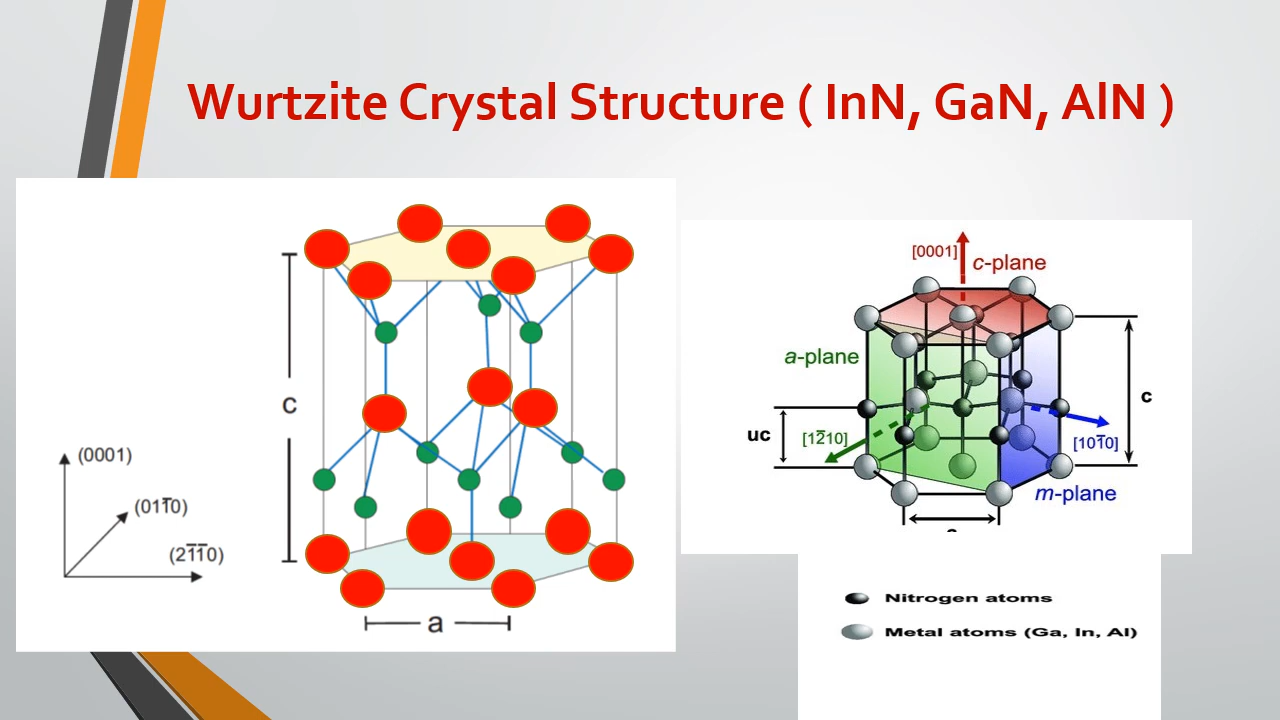 Wurtzite Crystal Structure ( InN, GaN, AlN )
c
(0001)
(011̅0)
(21̅1̅0)
a
[0001]
c-plane
a-plane
c
uc
[12̅10]
[101̅0]
m-plane
Nitrogen atoms
Metal atoms (Ga, In, Al)